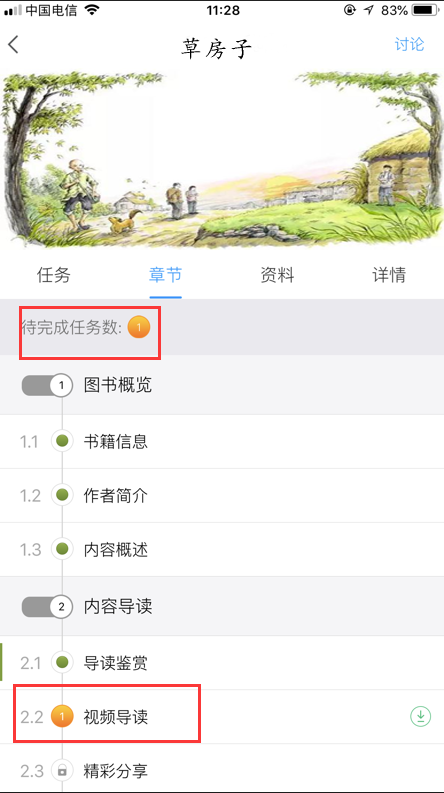 中国电信 11:28 83%
草房子 讨论
任务 章节 资料 详情
待完成任务数: 1
1 图书概览
1.1 书籍信息
1.2 作者简介
1.3 内容概述
2 内容导读
2.1 导读鉴赏
2.2 1 视频导读
2.3 精彩分享